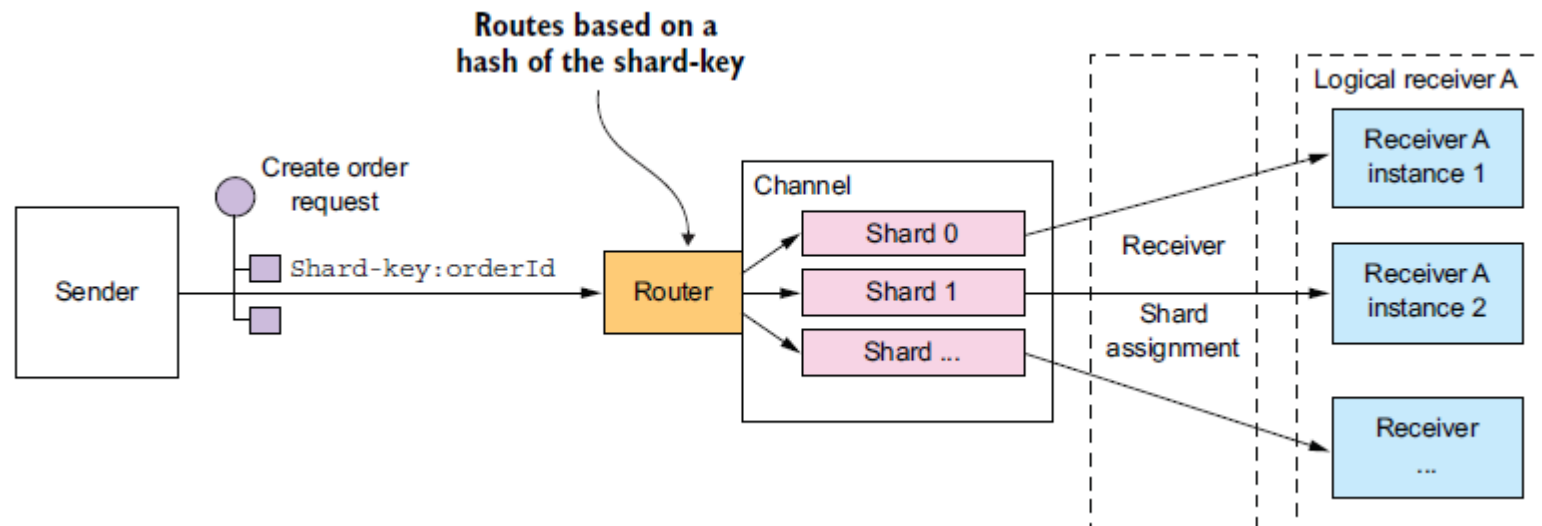 Routes based on a
hash of the shard-key
Logical receiver A
Receiver A
instance 1
Create order
request
Channel
Shard 0
Receiver
Shard-key:orderId
Sender
Router
Shard 1
Receiver A
instance 2
Shard
assignment
Shard ...
Receiver
...